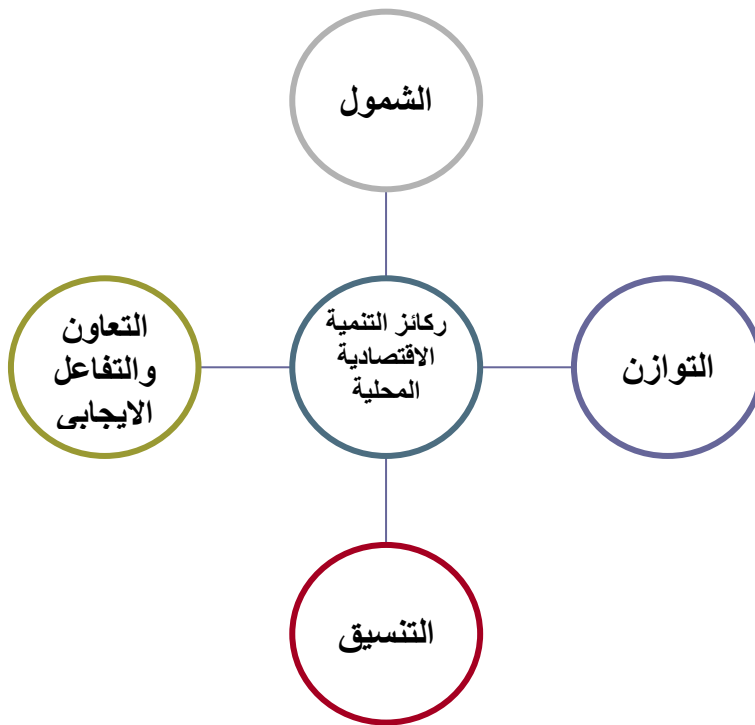 الشمول
ركائز التنمية
الاقتصادية
المحلية
التوازن
التعاون
والتفاعل
الايجابى
التنسيق